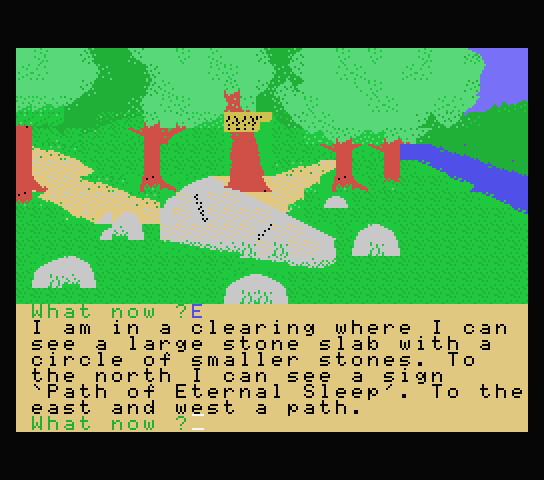 What now ?E
I am in a clearing where I can
see a large stone slab with a
circle of smaller stones. To
the north I can see a sign
`Path of Eternal Sleep'. To the
east and west a path.
What now ?_